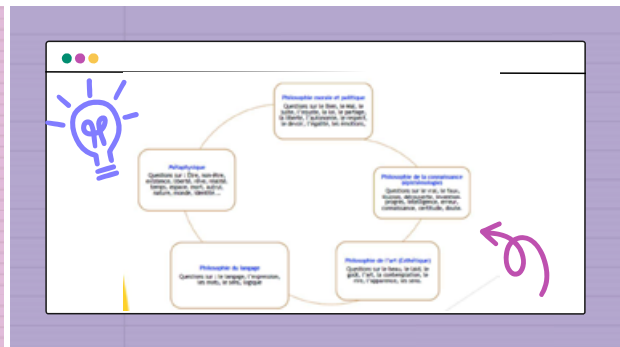 Philosophie morale et politique
Questions sur le Bien, le Mal, le
juste, l'injuste, la loi, le partage,
la liberté, l'autonomie, le respect,
le devoir, l'égalité, les émotions,
Métaphysique
Questions sur : Être, non-être,
existence, liberté, rêve, réalité,
temps, espace, mort, autrui,
nature, monde, identité ...
Philosophie de la connaissance
(épistémologie)
Questions sur le vrai, le faux,
découverte, invention
progrès, intelligence, erreur,
connaissance, certitude, doute.
Philosophie du langage
Questions sur : le langage, l'expression,
les mots, le sens, logique
Philosophie de l'art (Esthétique)
Questions sur le beau, le laid, le
goût, l'art, la contemplation, le
rire, l'apparence, les sens.